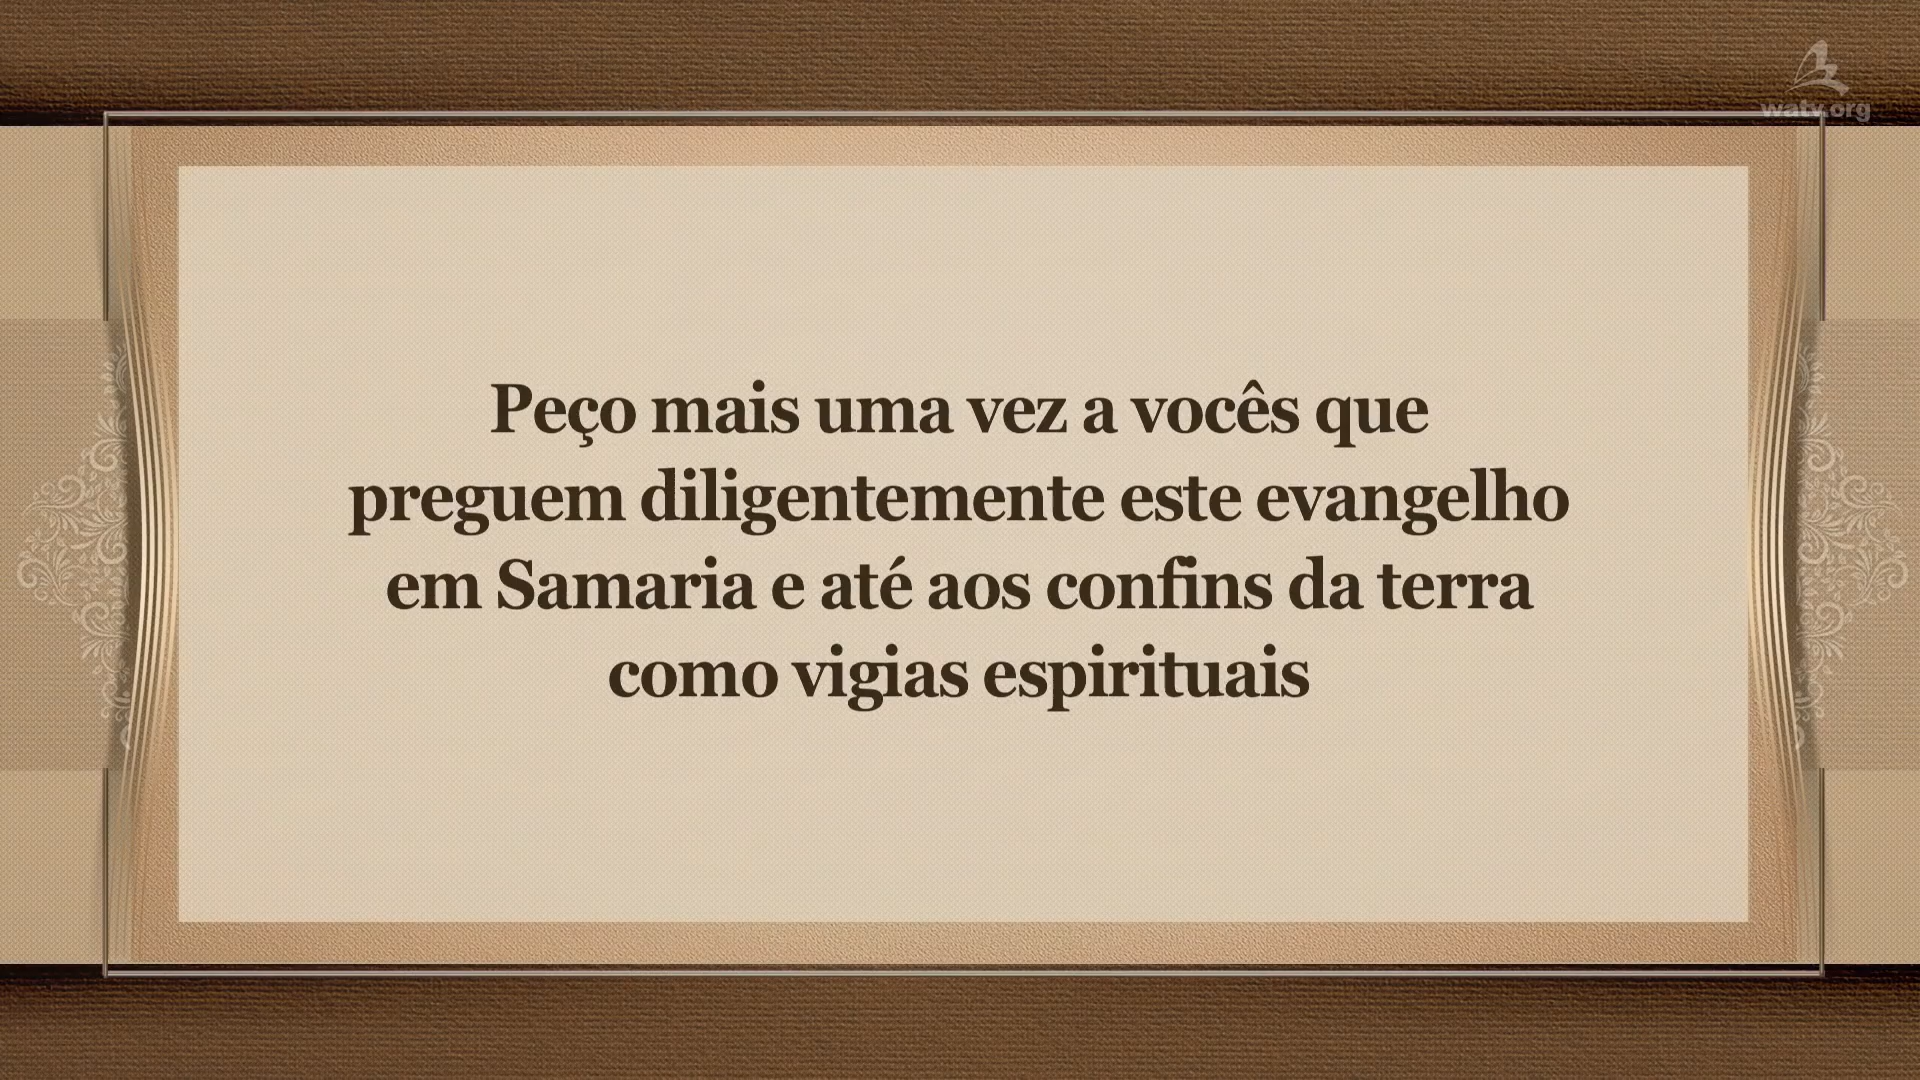 watv.org
Peço mais uma vez a vocês que
preguem diligentemente este evangelho
em Samaria e até aos confins da terra
como vigias espirituais